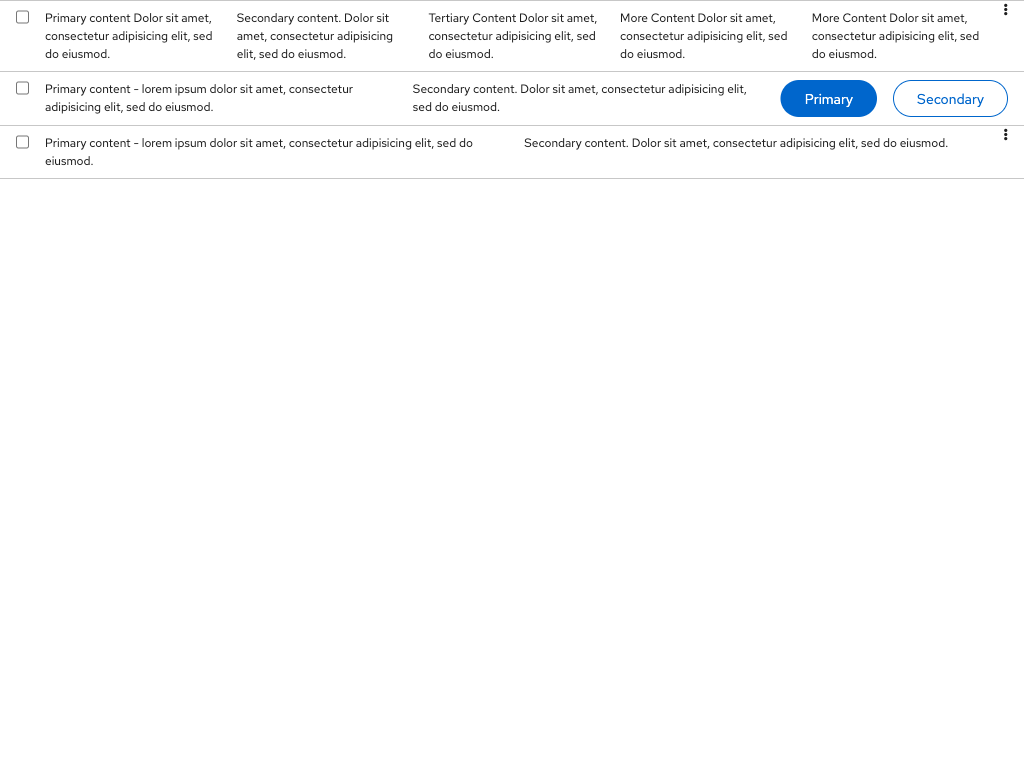 Primary content Dolor sit amet,
consectetur adipisicing elit, sed
do eiusmod.
Secondary content. Dolor sit
amet, consectetur adipisicing
elit, sed do eiusmod.
Tertiary Content Dolor sit amet,
consectetur adipisicing elit, sed
do eiusmod.
More Content Dolor sit amet,
consectetur adipisicing elit, sed
do eiusmod.
More Content Dolor sit amet,
consectetur adipisicing elit, sed
do eiusmod.
Primary content - lorem ipsum dolor sit amet, consectetur
adipisicing elit, sed do eiusmod.
Secondary content. Dolor sit amet, consectetur adipisicing elit,
sed do eiusmod.
Primary
Secondary
Primary content - lorem ipsum dolor sit amet, consectetur adipisicing elit, sed do
eiusmod.
Secondary content. Dolor sit amet, consectetur adipisicing elit, sed do eiusmod.